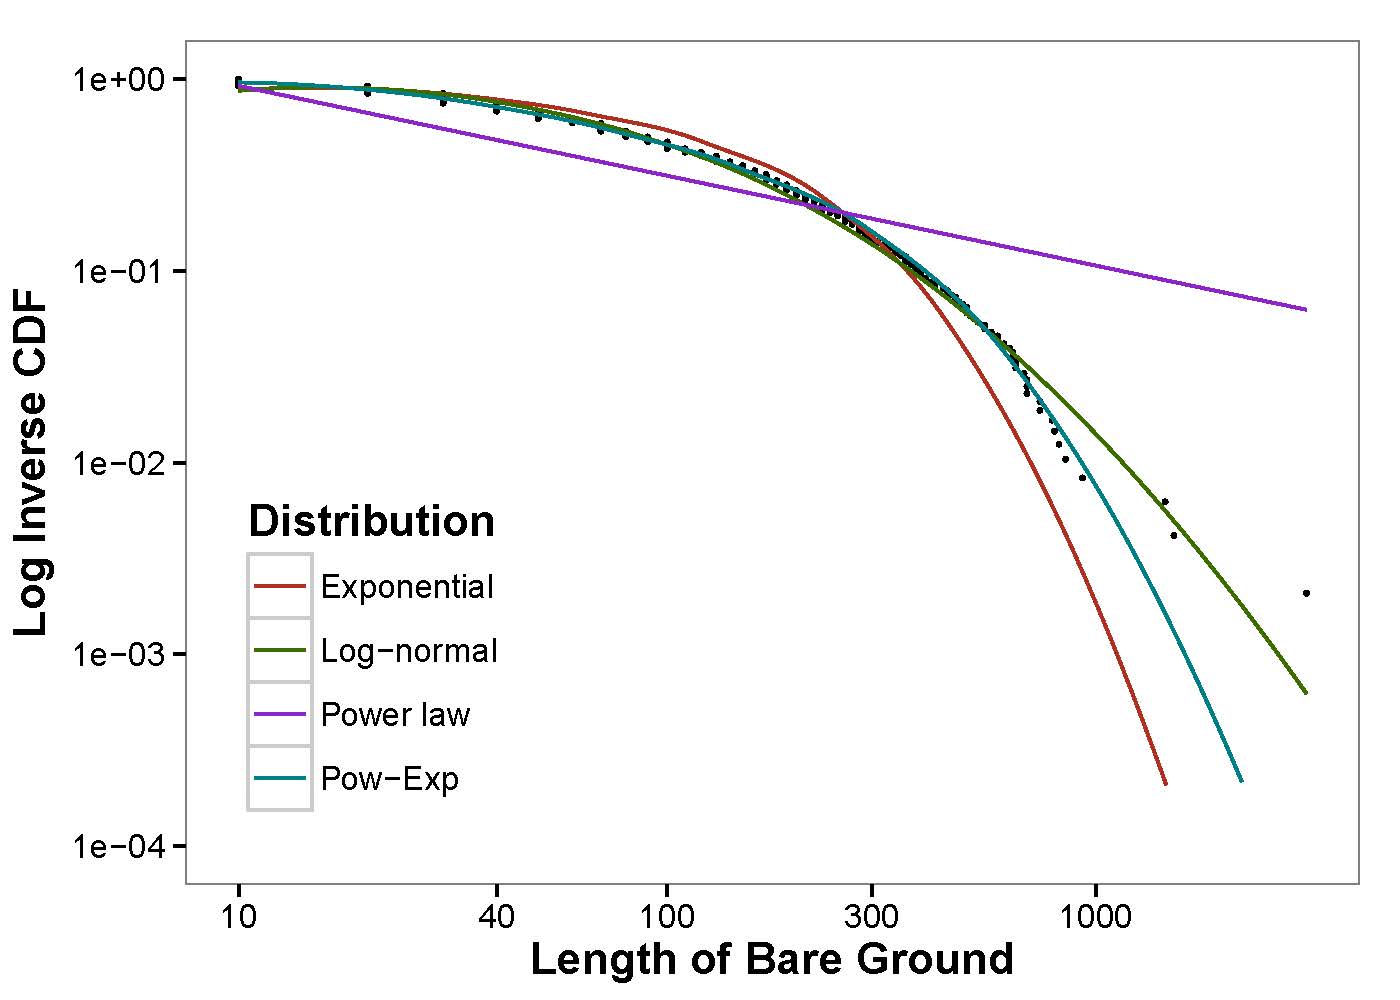 Log Inverse CDF
1e+00
1e−01
1e−02
1e−03
1e−04
Distribution
Exponential
Log−normal
Power law
Pow−Exp
10 40 100 300 1000
Length of Bare Ground